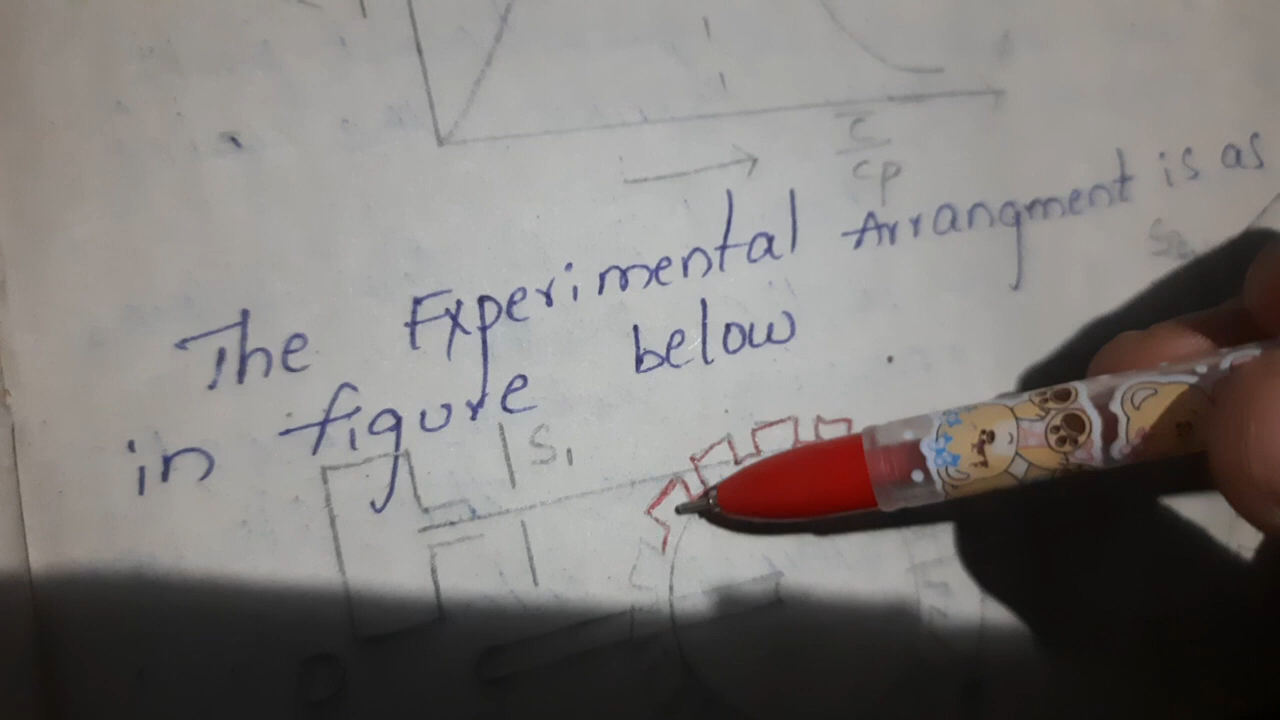 C
CP
The Experimental Arrangment is as
in figure below
S₁